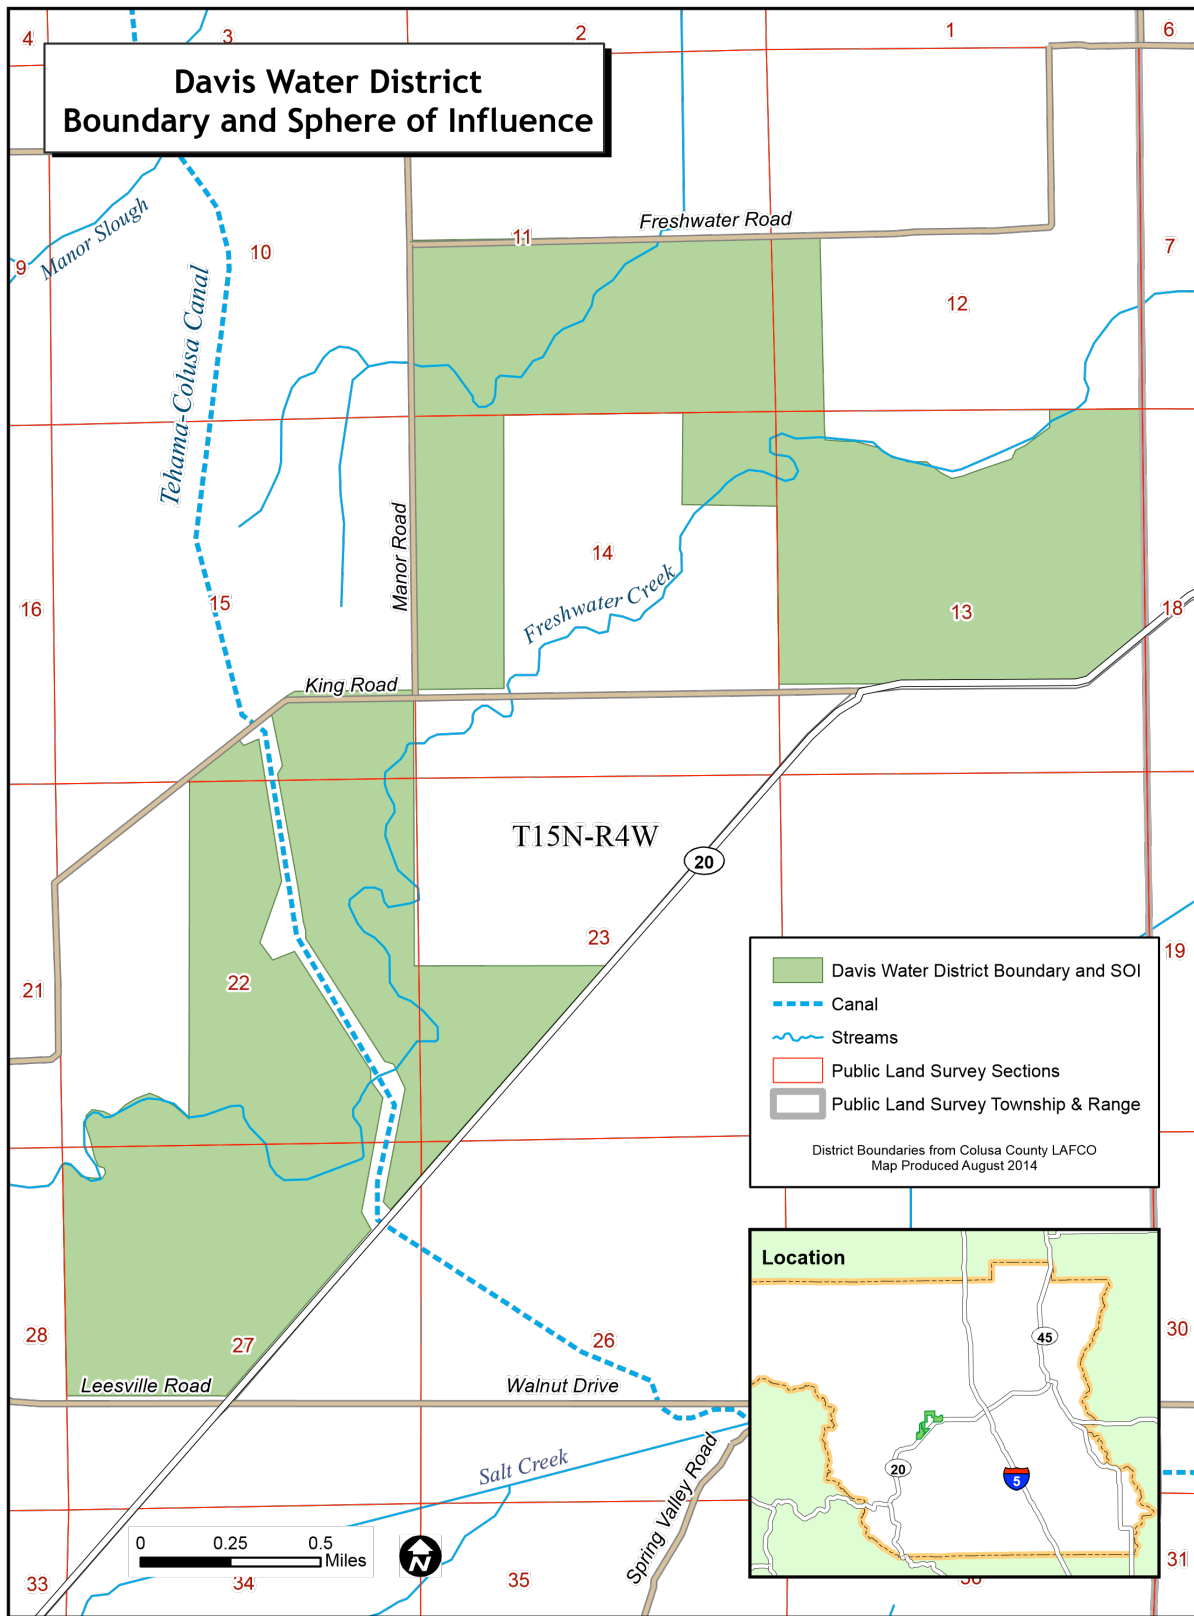 4
3
2
1
6
Davis Water District
Boundary and Sphere of Influence
Manor Slough
9
10
11
Freshwater Road
7
12
Tehama-Colusa Canal
Manor Road
14
Freshwater Creek
16
15
13
18
King Road
T15N-R4W
20
23
22
21
19
Davis Water District Boundary and SOI
Canal
Streams
Public Land Survey Sections
Public Land Survey Township & Range
District Boundaries from Colusa County LAFCO
Map Produced August 2014
Location
45
20
5
28
27
26
30
Leesville Road
Walnut Drive
Salt Creek
Spring Valley Road
0 0.25 0.5
Miles
N
33
34
35
31